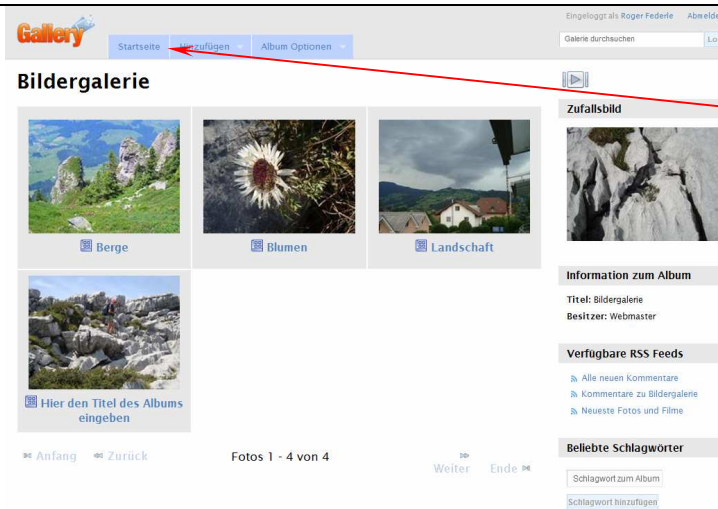 Eingeloggt als Roger Federle
Gallery
Startseite Hinzufügen Album Optionen
Galerie durchsuchen
Bildergalerie
Zufallsbild
Berge
Blumen
Landschaft
Information zum Album
Titel: Bildergalerie
Besitzer: Webmaster
Verfügbare RSS Feeds
Alle neuen Kommentare
Kommentare zu Bildergalerie
Neueste Fotos und Filme
Hier den Titel des Albums
eingeben
Anfang Zurück Fotos 1 - 4 von 4
Weiter Ende
Beliebte Schlagwörter
Schlagwort zum Album
Schlagwort hinzufügen